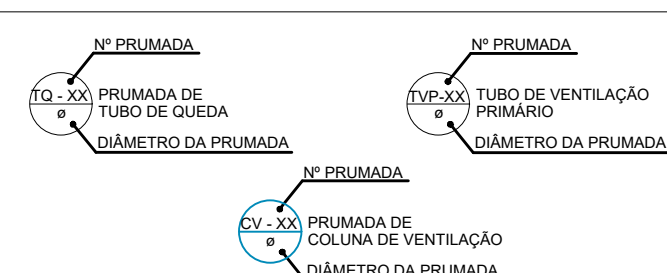 Nº PRUMADA
TQ - XX
ø
PRUMADA DE
TUBO DE QUEDA
DIÂMETRO DA PRUMADA
Nº PRUMADA
TVP-XX
ø
TUBO DE VENTILAÇÃO
PRIMÁRIO
DIÂMETRO DA PRUMADA
Nº PRUMADA
CV - XX
ø
PRUMADA DE
COLUNA DE VENTILAÇÃO
DIÂMETRO DA PRUMADA